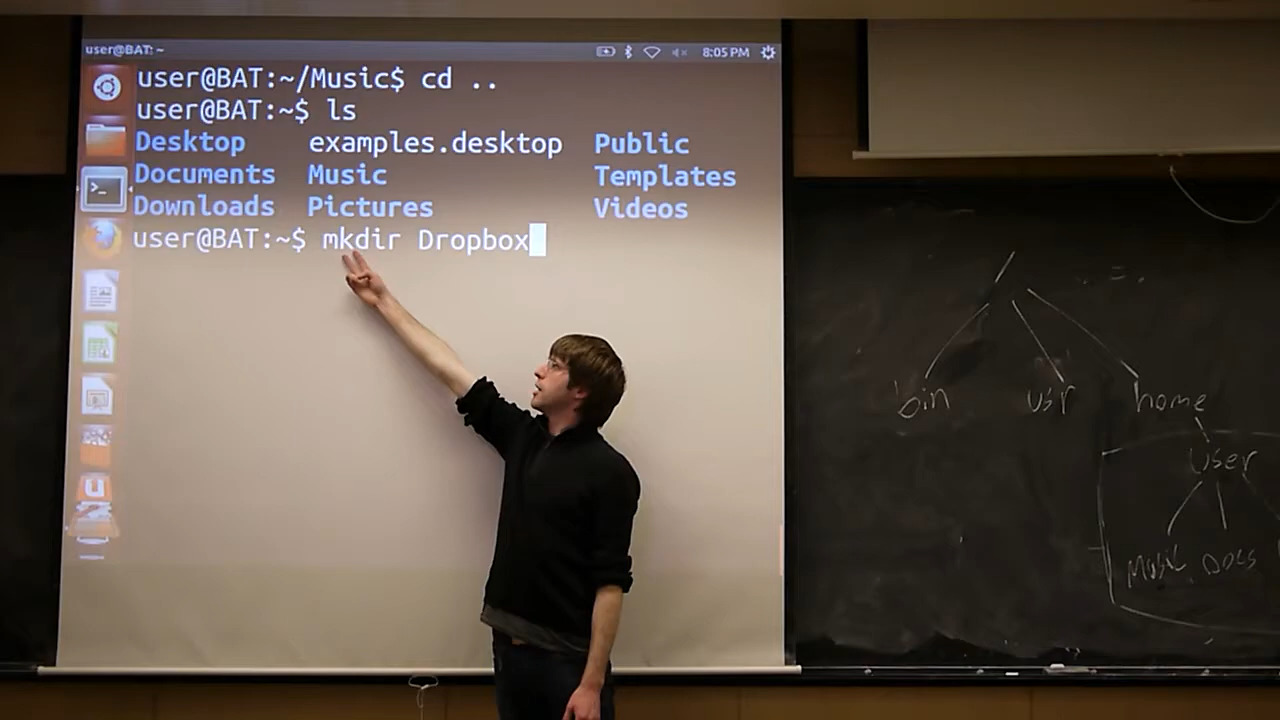 user@BAT: ~
8:05 PM
user@BAT:~/Music$ cd ..
user@BAT:~$ ls
Desktop examples.desktop Public
Documents Music Templates
Downloads Pictures Videos
user@BAT:~$ mkdir Dropbox
/
bin usr home
user
Music Docs